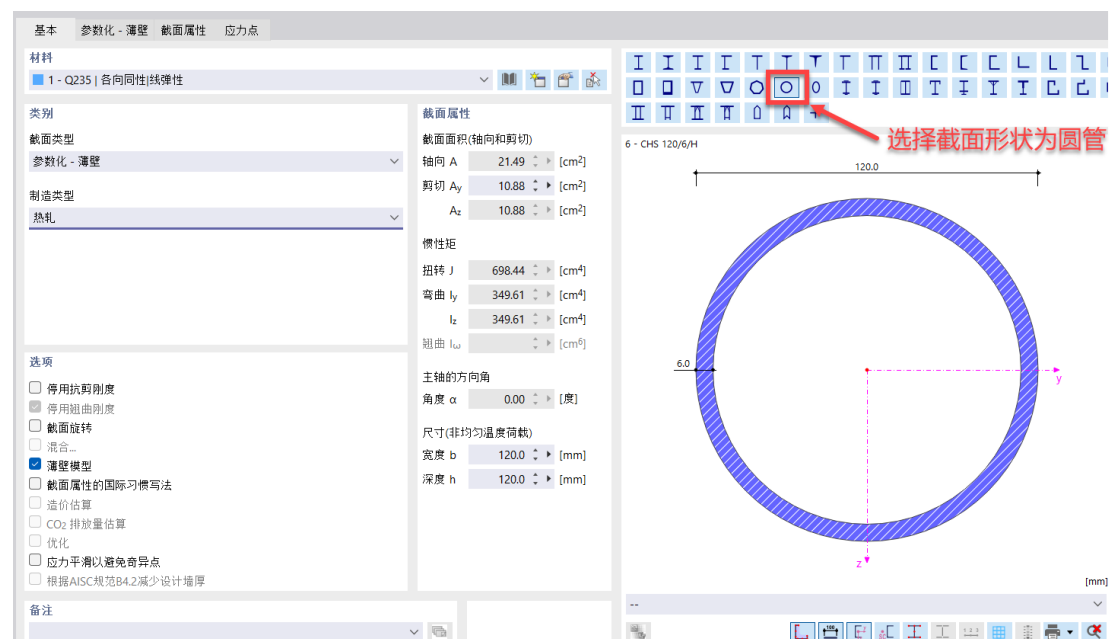 基本 参数化 - 薄壁 截面属性 应力点
材料
1 - Q235 | 各向同性|线弹性
类别
截面类型
参数化 - 薄壁
制造类型
热轧
选项
停用抗剪刚度
停用翘曲刚度
截面旋转
混合...
薄壁模型
截面属性的国际习惯写法
造价估算
CO2 排放量估算
优化
应力平滑以避免奇异点
根据AISC规范B4.2减少设计墙厚
备注
截面属性
截面面积(轴向和剪切)
轴向 A 21.49 [cm2]
剪切 Ay 10.88 [cm2]
Az 10.88 [cm2]
惯性矩
扭转 J 698.44 [cm4]
弯曲 Iy 349.61 [cm4]
Iz 349.61 [cm4]
翘曲 Iω [cm6]
主轴的方向角
角度 α 0.00 [度]
尺寸(非均匀温度荷载)
宽度 b 120.0 [mm]
深度 h 120.0 [mm]
选择截面形状为圆管
6 - CHS 120/6/H
120.0
6.0
y
z
[mm]
--